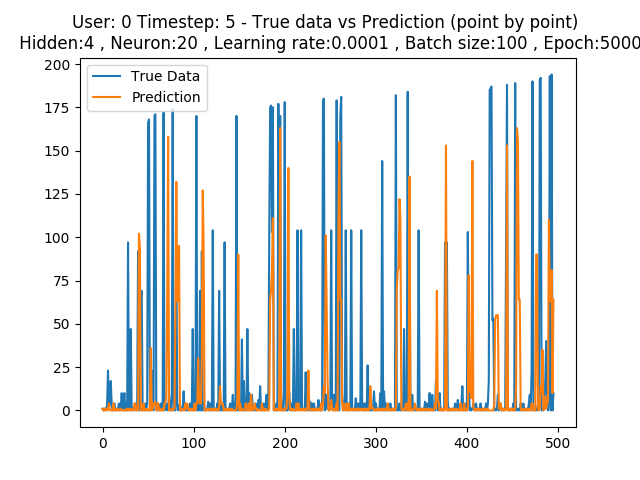 User: 0 Timestep: 5 - True data vs Prediction (point by point)
Hidden:4 , Neuron:20 , Learning rate:0.0001 , Batch size:100 , Epoch:5000
200
175
150
125
100
75
50
25
0
True Data
Prediction
0 100 200 300 400 500